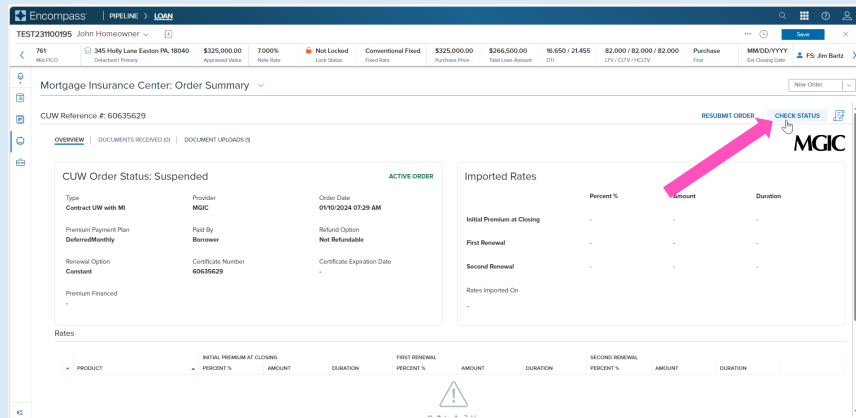 Encompass® | PIPELINE > LOAN
TEST231100195 John Homeowner
Save
761 345 Holly Lane Easton PA, 18040 $325,000.00 7.000% Not Locked Conventional Fixed $325,000.00 $266,500.00 16.650 / 21.455 82.000 / 82.000 / 82.000 Purchase MM/DD/YYYY FS: Jim Bartz
Mid-FICO Detached | Primary Appraised Value Note Rate Lock Status Fixed Rate Purchase Price Total Loan Amount DTI LTV / CLTV / HCLTV First Est Closing Date
Mortgage Insurance Center: Order Summary
New Order
CUW Reference #: 60635629
RESUBMIT ORDER CHECK STATUS
OVERVIEW | DOCUMENTS RECEIVED (0) | DOCUMENT UPLOADS (1)
MGIC
CUW Order Status: Suspended ACTIVE ORDER
Type Provider Order Date
Contract UW with MI MGIC 01/10/2024 07:29 AM
Premium Payment Plan Paid By Refund Option
DeferredMonthly Borrower Not Refundable
Renewal Option Certificate Number Certificate Expiration Date
Constant 60635629 -
Premium Financed
-
Imported Rates
Percent % Amount Duration
Initial Premium at Closing - - -
First Renewal - - -
Second Renewal - - -
Rates Imported On
-
Rates
INITIAL PREMIUM AT CLOSING FIRST RENEWAL SECOND RENEWAL
PRODUCT PERCENT % AMOUNT DURATION PERCENT % AMOUNT DURATION PERCENT % AMOUNT DURATION